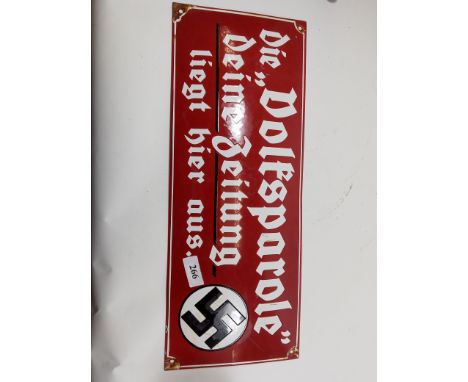 die „Volksparole”
deine Zeitung
liegt hier aus.
266